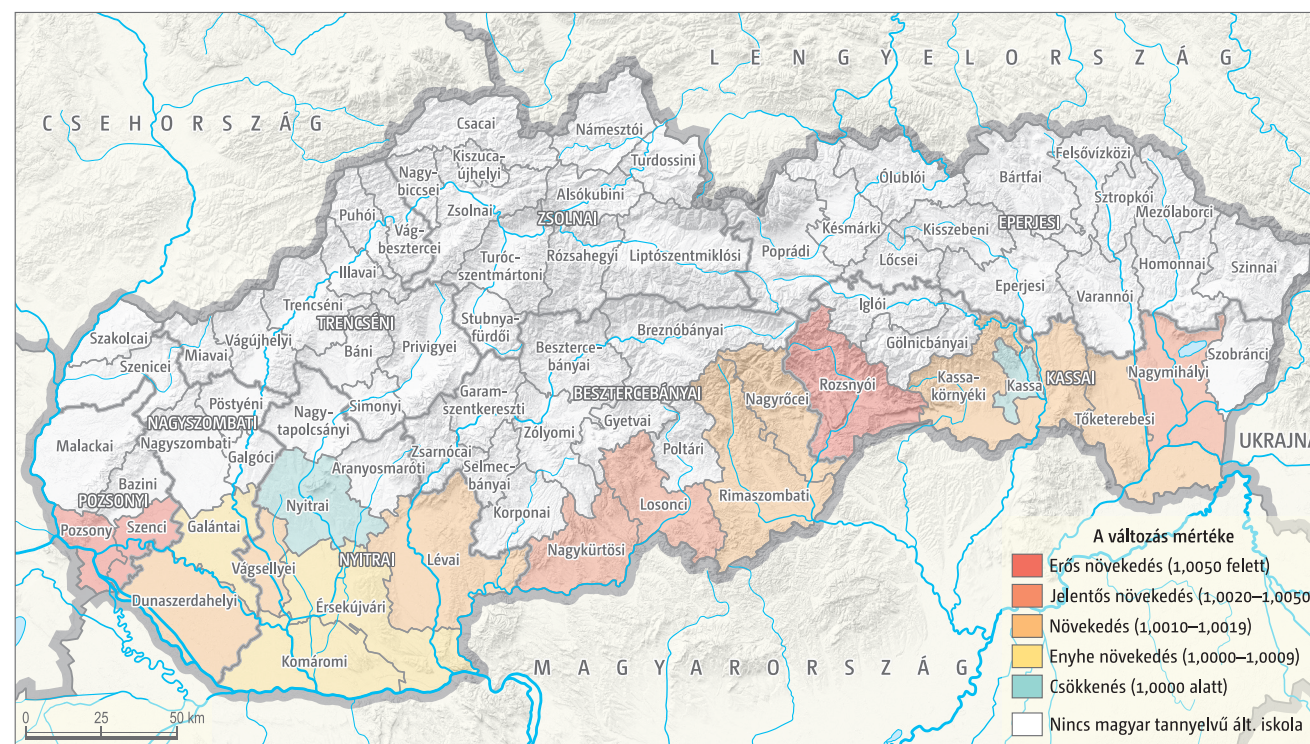 LENGYELORSZÁG
CSEHORSZÁG
Csacai
Námesztói
Turdossini
Kiszuca-
újhelyi
Nagy-
biccsei
Alsókubini
Zsolnai
ZSOLNAI
Puhói
Vág-
besztercei
Turóc-
szentmártoni
Rózsahegyi
Liptószentmiklósi
Illavai
Trencséni
TRENCSÉNI
Stubnya-
fürdői
Felsővízközi
Bártfai
Ólublói
Sztropkói
Mezőlaborci
Késmárki
Kisszebeni
EPERJESI
Poprádi
Lőcsei
Homonnai
Szinnai
Eperjesi
Varannói
Iglói
Gölnicbányai
Szakolcai
Szenicei
Miavai
Vágújhelyi
Báni
Privigyei
Besztercebányai
Breznóbányai
Szobránci
Nagymihályi
Pöstyéni
Nagy-
tapolcsányi
Simonyi
Garam-
szentkereszti
BESZTERCEBÁNYAI
Nagyrőcei
Rozsnyói
Kassa-
környéki
Kassa
KASSAI
Tőketerebesi
NAGYSZOMBATI
Nagyszombati
Malackai
Galgóci
Zsarnócai
Aranyosmaróti
Zólyomi
Gyetvai
Poltári
Selmec-
bányai
UKRAJNA
Bazini
POZSONYI
Nyitrai
Rimaszombati
Losonci
Korponai
Pozsony
Szenci
Galántai
NYITRAI
Lévai
Nagykürtösi
Vágsellyei
Dunaszerdahelyi
Érsekújvári
Komáromi
MAGYARORSZÁG
A változás mértéke
Erős növekedés (1,0050 felett)
Jelentős növekedés (1,0020–1,0050
Növekedés (1,0010–1,0019)
Enyhe növekedés (1,0000–1,0009)
Csökkenés (1,0000 alatt)
Nincs magyar tannyelvű ált. iskola
0 25 50 km